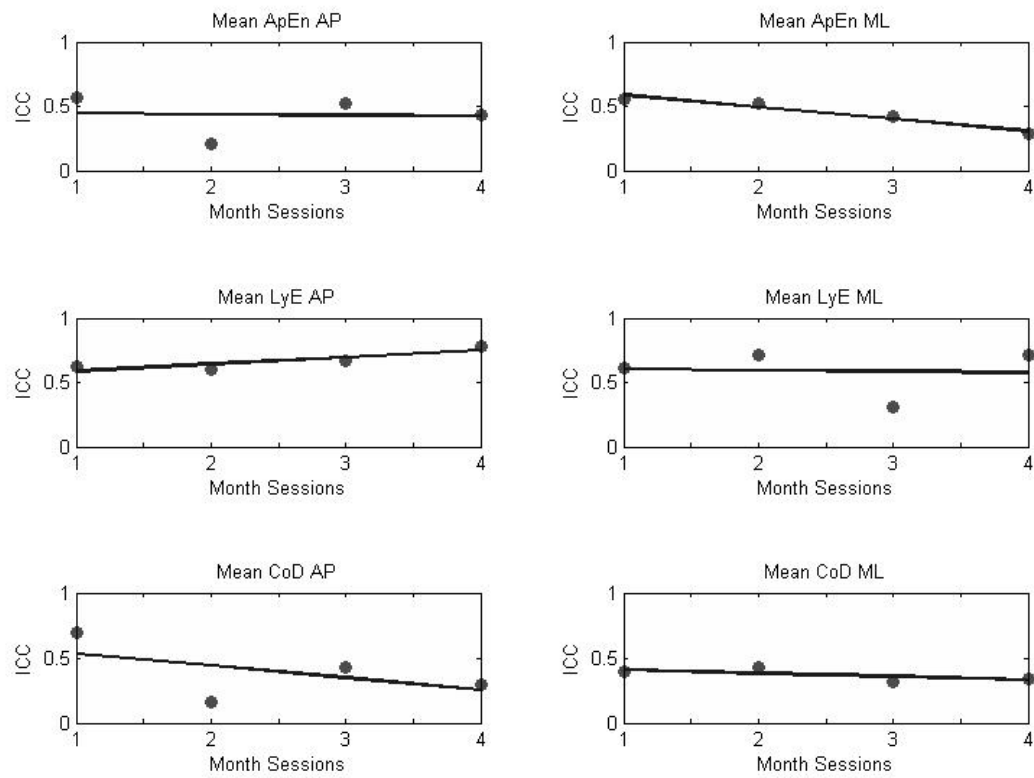 Mean ApEn AP
1
0.5
0
ICC
1 2 3 4
Month Sessions
Mean ApEn ML
1
0.5
0
ICC
1 2 3 4
Month Sessions
Mean LyE AP
1
0.5
0
ICC
1 2 3 4
Month Sessions
Mean LyE ML
1
0.5
0
ICC
1 2 3 4
Month Sessions
Mean CoD AP
1
0.5
0
ICC
1 2 3 4
Month Sessions
Mean CoD ML
1
0.5
0
ICC
1 2 3 4
Month Sessions